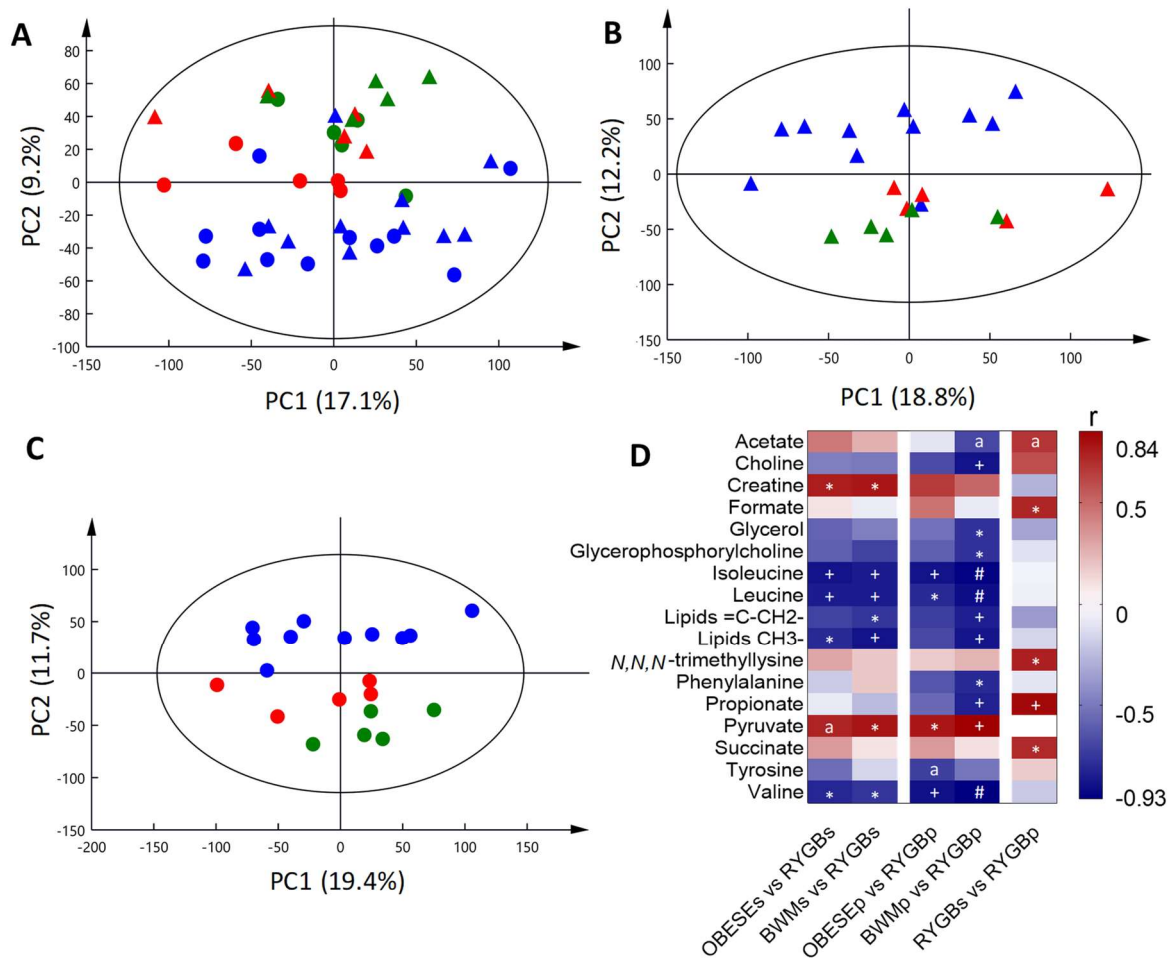 A
80
60
40
20
0
-20
-40
-60
-80
-100
-150
-100
-50
0
50
100
PC2 (9.2%)
PC1 (17.1%)
B
100
50
0
-50
-100
-150
-150
-100
-50
0
50
100
PC2 (12.2%)
PC1 (18.8%)
C
100
50
0
-50
-100
-150
-200
-150
-100
-50
0
50
100
150
200
PC2 (11.7%)
PC1 (19.4%)
D
r
Acetate a a
Choline +
Creatine * *
Formate *
Glycerol *
Glycerophosphorylcholine *
Isoleucine + + + #
Leucine + + * #
Lipids =C-CH2- * +
Lipids CH3- * + +
N,N,N-trimethyllysine *
Phenylalanine *
Propionate + +
Pyruvate a * * +
Succinate *
Tyrosine a
Valine * * + #
0.84
0.5
0
-0.5
-0.93
OBESEs vs RYGBs
BWMs vs RYGBs
OBESEp vs RYGBp
BWMp vs RYGBp
RYGBs vs RYGBp